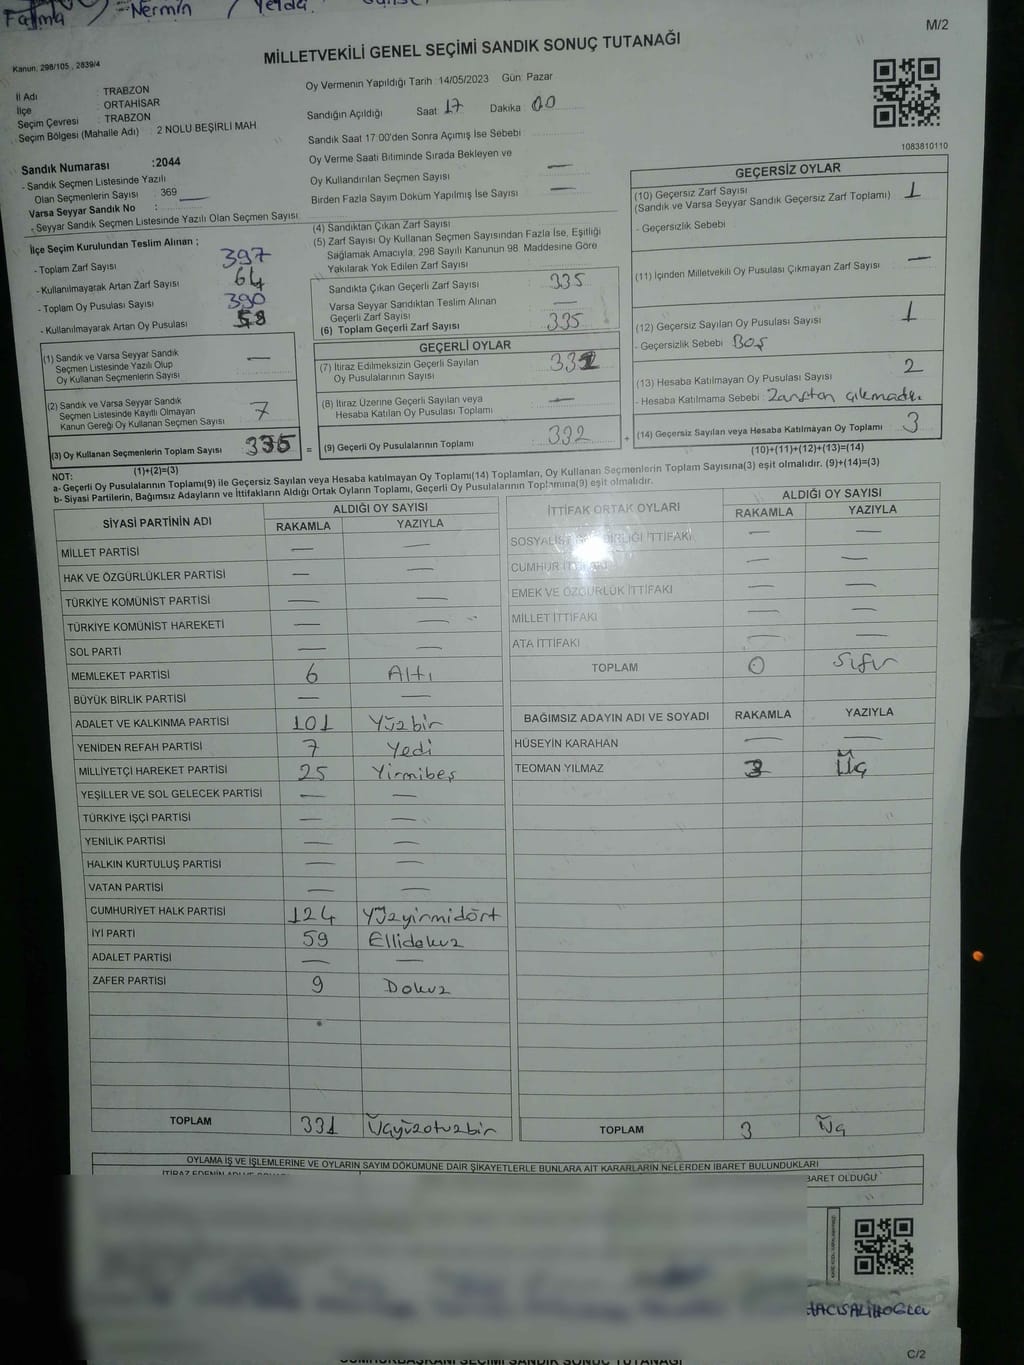 Fatma Nermin / Yelda
M/2
MİLLETVEKİLİ GENEL SEÇİMİ SANDIK SONUÇ TUTANAĞI
Kanun, 298/105, 2839/4
İl Adı : TRABZON
İlçe : ORTAHİSAR
Seçim Çevresi : TRABZON
Seçim Bölgesi (Mahalle Adı) : 2 NOLU BEŞİRLİ MAH
Sandık Numarası :2044
- Sandık Seçmen Listesinde Yazılı
Olan Seçmenlerin Sayısı : 369
Varsa Seyyar Sandık No : —
- Seyyar Sandık Seçmen Listesinde Yazılı Olan Seçmen Sayısı
Oy Vermenin Yapıldığı Tarih : 14/05/2023 Gün: Pazar
Sandığın Açıldığı Saat 17 Dakika 00
Sandık Saat 17:00'den Sonra Açımış İse Sebebi
Oy Verme Saati Bitiminde Sırada Bekleyen ve
Oy Kullandırılan Seçmen Sayısı —
Birden Fazla Sayım Döküm Yapılmış İse Sayısı —
1083810110
İlçe Seçim Kurulundan Teslim Alınan ;
- Toplam Zarf Sayısı 397
- Kullanılmayarak Artan Zarf Sayısı 64
- Toplam Oy Pusulası Sayısı 390
- Kullanılmayarak Artan Oy Pusulası 58
(1) Sandık ve Varsa Seyyar Sandık
Seçmen Listesinde Yazılı Olup
Oy Kullanan Seçmenlerin Sayısı —
(2) Sandık ve Varsa Seyyar Sandık
Seçmen Listesinde Kayıtlı Olmayan
Kanun Gereği Oy Kullanan Seçmen Sayısı 7
(3) Oy Kullanan Seçmenlerin Toplam Sayısı 335 =
(1)+(2)=(3)
(4) Sandıktan Çıkan Zarf Sayısı
(5) Zarf Sayısı Oy Kullanan Seçmen Sayısından Fazla İse, Eşitliği
Sağlamak Amacıyla, 298 Sayılı Kanunun 98 Maddesine Göre
Yakılarak Yok Edilen Zarf Sayısı
Sandıkta Çıkan Geçerli Zarf Sayısı 335
Varsa Seyyar Sandıktan Teslim Alınan
Geçerli Zarf Sayısı —
(6) Toplam Geçerli Zarf Sayısı 335
GEÇERLİ OYLAR
(7) İtiraz Edilmeksizin Geçerli Sayılan
Oy Pusulalarının Sayısı 332
(8) İtiraz Üzerine Geçerli Sayılan veya
Hesaba Katılan Oy Pusulası Toplamı —
(9) Geçerli Oy Pusulalarının Toplamı 332 +
GEÇERSİZ OYLAR
(10) Geçersiz Zarf Sayısı 1
(Sandık ve Varsa Seyyar Sandık Geçersiz Zarf Toplamı)
- Geçersizlik Sebebi
(11) İçinden Milletvekili Oy Pusulası Çıkmayan Zarf Sayısı —
(12) Geçersiz Sayılan Oy Pusulası Sayısı 1
- Geçersizlik Sebebi Boş
(13) Hesaba Katılmayan Oy Pusulası Sayısı 2
- Hesaba Katılmama Sebebi : Zarftan çıkmadı.
(14) Geçersiz Sayılan veya Hesaba Katılmayan Oy Toplamı 3
(10)+(11)+(12)+(13)=(14)
NOT:
a- Geçerli Oy Pusulalarının Toplamı(9) ile Geçersiz Sayılan veya Hesaba katılmayan Oy Toplamı(14) Toplamları, Oy Kullanan Seçmenlerin Toplam Sayısına(3) eşit olmalıdır. (9)+(14)=(3)
b- Siyasi Partilerin, Bağımsız Adayların ve İttifakların Aldığı Ortak Oyların Toplamı, Geçerli Oy Pusulalarının Toplamına(9) eşit olmalıdır.
SİYASİ PARTİNİN ADI ALDIĞI OY SAYISI
RAKAMLA YAZIYLA
MİLLET PARTİSİ — —
HAK VE ÖZGÜRLÜKLER PARTİSİ — —
TÜRKİYE KOMÜNİST PARTİSİ — —
TÜRKİYE KOMÜNİST HAREKETİ — —
SOL PARTİ — —
MEMLEKET PARTİSİ 6 Altı
BÜYÜK BİRLİK PARTİSİ — —
ADALET VE KALKINMA PARTİSİ 101 Yüzbir
YENİDEN REFAH PARTİSİ 7 Yedi
MİLLİYETÇİ HAREKET PARTİSİ 25 Yirmibeş
YEŞİLLER VE SOL GELECEK PARTİSİ — —
TÜRKİYE İŞÇİ PARTİSİ — —
YENİLİK PARTİSİ — —
HALKIN KURTULUŞ PARTİSİ — —
VATAN PARTİSİ — —
CUMHURİYET HALK PARTİSİ 124 Yüzyirmidört
İYİ PARTİ 59 Ellidokuz
ADALET PARTİSİ — —
ZAFER PARTİSİ 9 Dokuz
TOPLAM 331 Üçyüzotuzbir
İTTİFAK ORTAK OYLARI ALDIĞI OY SAYISI
RAKAMLA YAZIYLA
SOSYALİST BİRLİĞİ İTTİFAKI — —
CUMHUR İTTİFAKI — —
EMEK VE ÖZGÜRLÜK İTTİFAKI — —
MİLLET İTTİFAKI — —
ATA İTTİFAKI — —
TOPLAM 0 Sıfır
BAĞIMSIZ ADAYIN ADI VE SOYADI RAKAMLA YAZIYLA
HÜSEYİN KARAHAN — —
TEOMAN YILMAZ 3 Üç
TOPLAM 3 Üç
OYLAMA İŞ VE İŞLEMLERİNE VE OYLARIN SAYIM DÖKÜMÜNE DAİR ŞİKAYETLERLE BUNLARA AİT KARARLARIN NELERDEN İBARET BULUNDUKLARI
İTİRAZ EDENİN ADI
BARET OLDUĞU
HACISALİHOĞLU
C/2
CUMHURBAŞKANI SEÇİMİ SANDIK SONUÇ TUTANAĞI